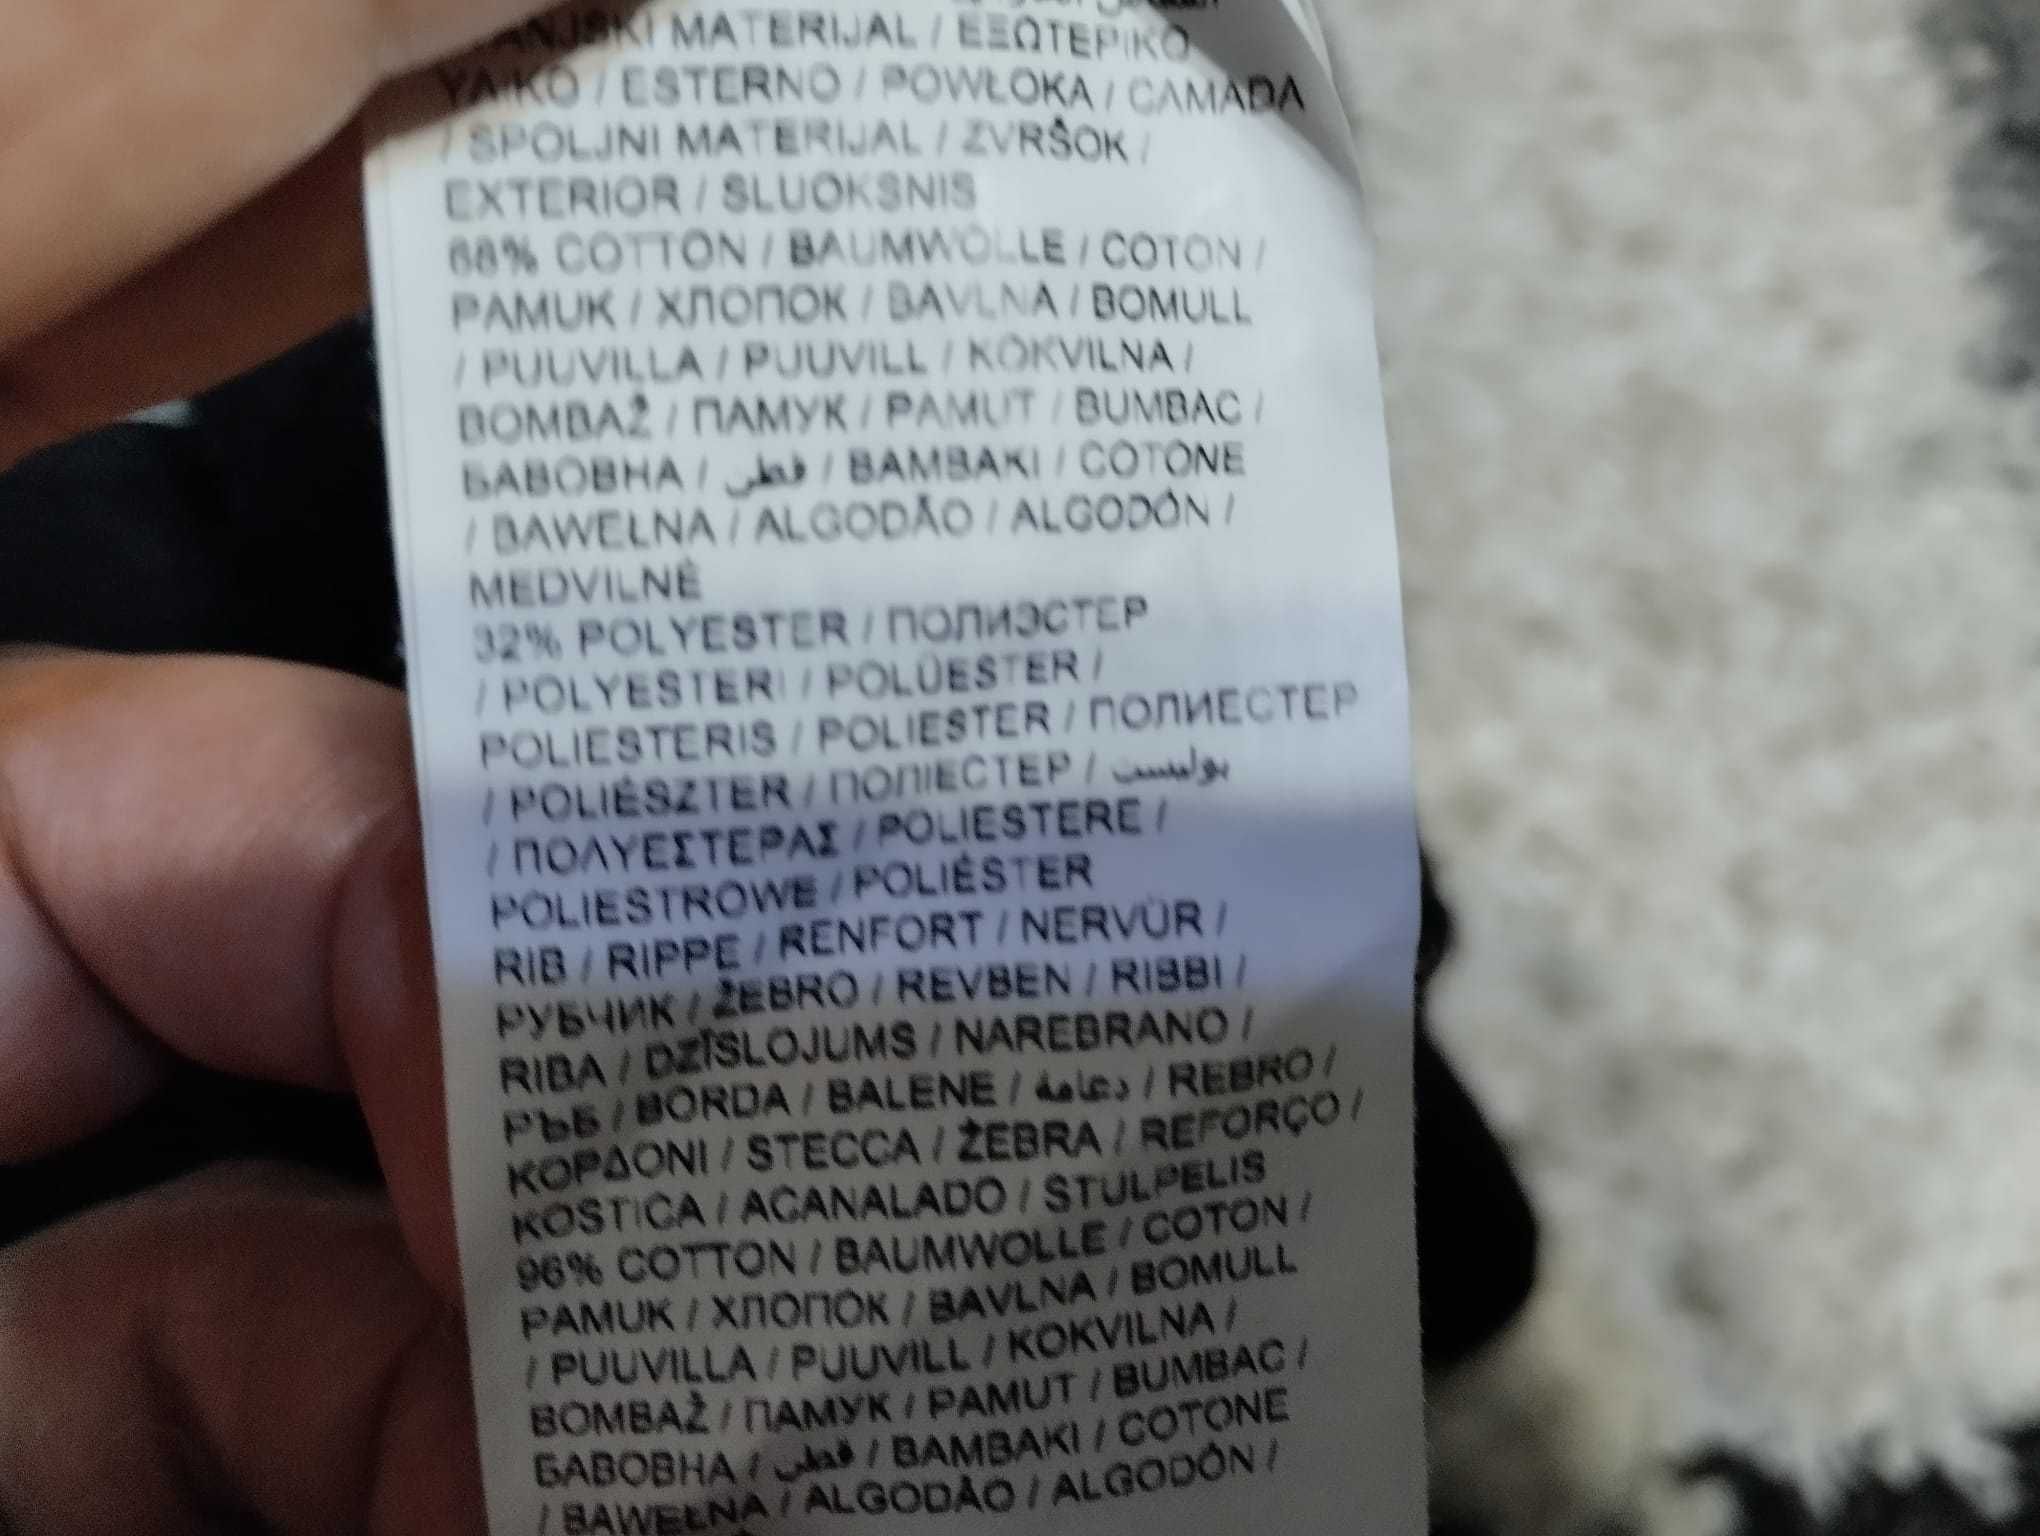 MATERIJAL / ΕΞΩΤΕΡΙΚΟ
/ ESTERNO / POWŁOKA / CAMADA
/ SPOLJNI MATERIJAL / ZVRŠOK /
EXTERIOR / SLUOKSNIS
68% COTTON / BAUMWOLLE / COTON /
PAMUK / ХЛОПОК / BAVLNA / BOMULL
/ PUUVILLA / PUUVILL / KOKVILNA /
BOMBAŽ / ПАМУК / PAMUT / BUMBAC /
БАВОВНА / قطن / BAMBAKI / COTONE
/ BAWEŁNA / ALGODÃO / ALGODÓN /
MEDVILNĖ
32% POLYESTER / ПОЛИЭСТЕР
/ POLYESTERI / POLÜESTER /
POLIESTERIS / POLIESTER / ПОЛИЕСТЕР
/ POLIÉSZTER / ПОЛІЕСТЕР / بوليستر
/ ΠΟΛΥΕΣΤΕΡΑΣ / POLIESTERE /
POLIESTROWE / POLIÉSTER
RIB / RIPPE / RENFORT / NERVÜR /
РУБЧИК / ŽEBRO / REVBEN / RIBBI /
RIBA / DZĪSLOJUMS / NAREBRANO /
РЪБ / BORDA / BALENE / دعامة / REBRO /
ΚΟΡΔΟΝΙ / STECCA / ŻEBRA / REFORÇO /
KOSTICA / ACANALADO / STULPELIS
96% COTTON / BAUMWOLLE / COTON /
PAMUK / ХЛОПОК / BAVLNA / BOMULL
/ PUUVILLA / PUUVILL / KOKVILNA /
BOMBAŽ / ПАМУК / PAMUT / BUMBAC /
БАВОВНА / قطن / BAMBAKI / COTONE
/ BAWEŁNA / ALGODÃO / ALGODÓN /